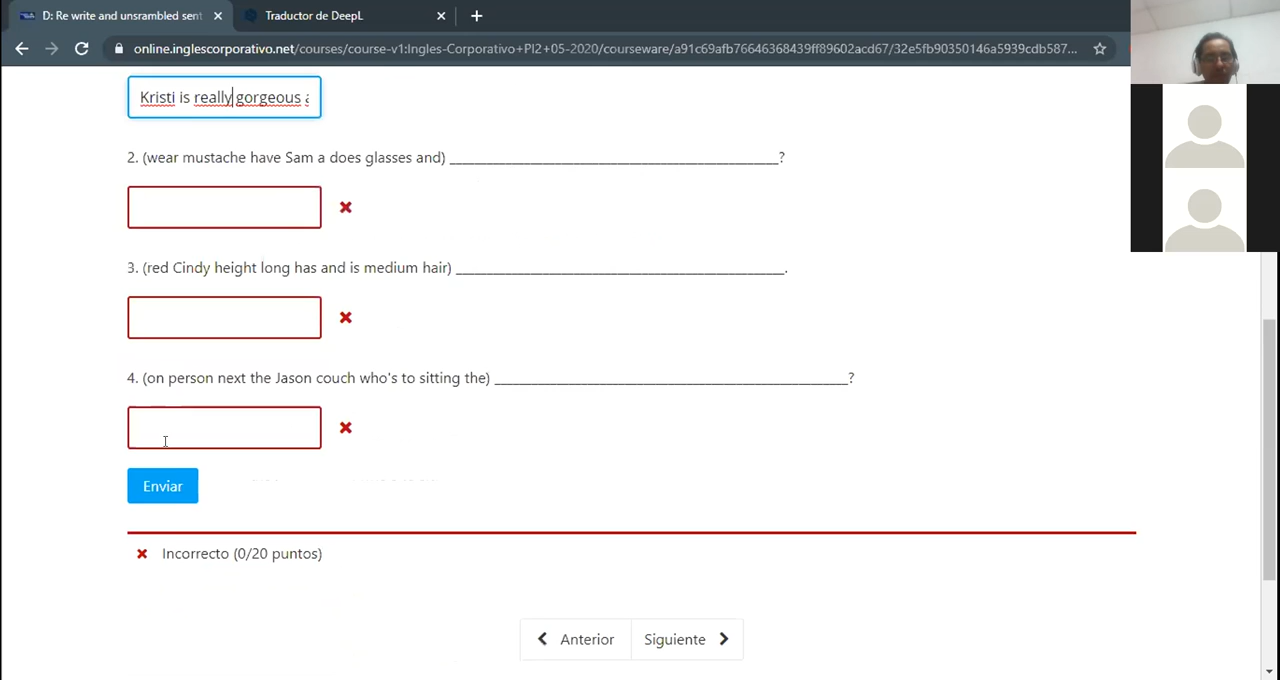 D: Re write and unsrambled sent
Traductor de DeepL
online.inglescorporativo.net/courses/course-v1:Ingles-Corporativo+PI2+05-2020/courseware/a91c69afb76646368439ff89602acd67/32e5fb90350146a5939cdb587...
Kristi is really gorgeous
2. (wear mustache have Sam a does glasses and) ________________________________________?
3. (red Cindy height long has and is medium hair) ________________________________________.
4. (on person next the Jason couch who's to sitting the) ___________________________________________?
Enviar
Incorrecto (0/20 puntos)
Anterior
Siguiente